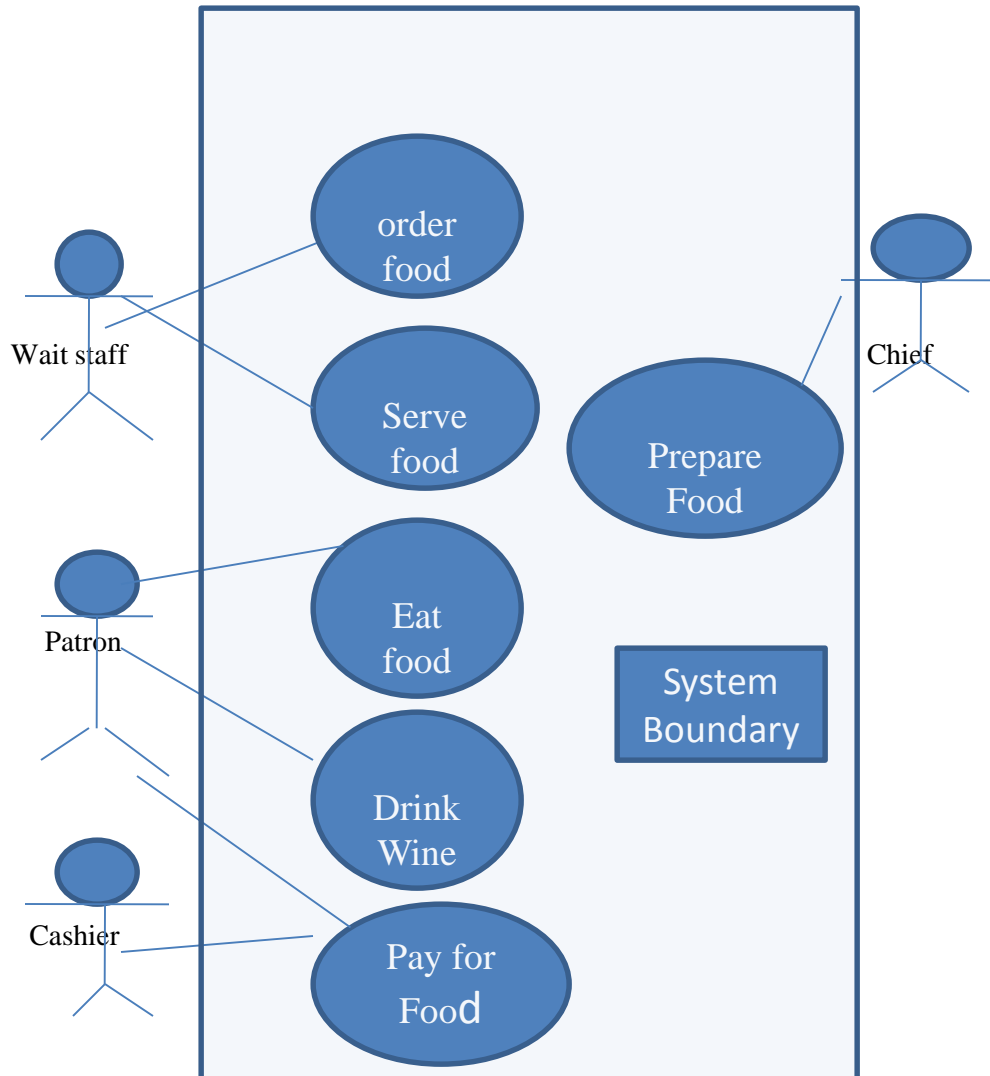 order
food
Wait staff
Chief
Serve
food
Prepare
Food
Eat
food
Patron
System
Boundary
Drink
Wine
Cashier
Pay for
Food